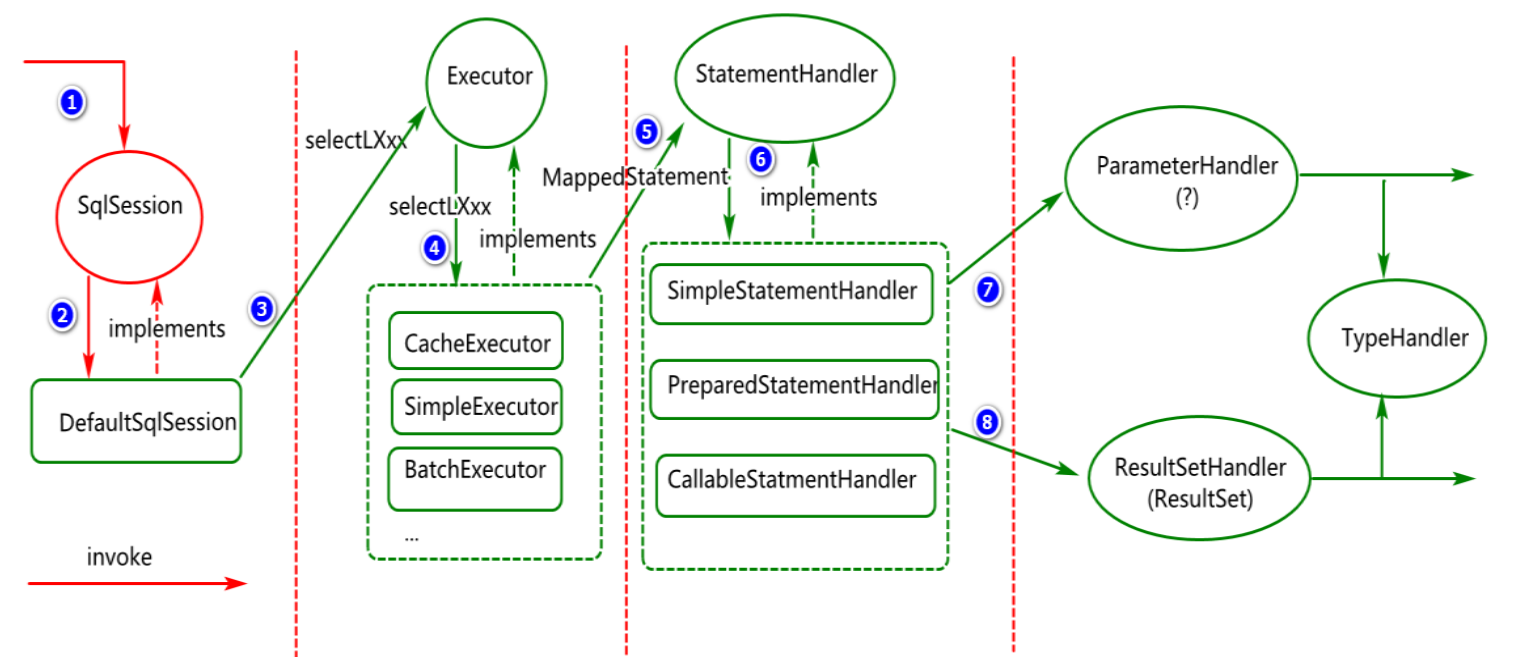 1
SqlSession
2
implements
DefaultSqlSession
invoke
3
selectLXxx
Executor
selectLXxx
4
implements
CacheExecutor
SimpleExecutor
BatchExecutor
...
5
MappedStatement
StatementHandler
6
implements
SimpleStatementHandler
PreparedStatementHandler
CallableStatmentHandler
7
8
ParameterHandler
(?)
TypeHandler
ResultSetHandler
(ResultSet)